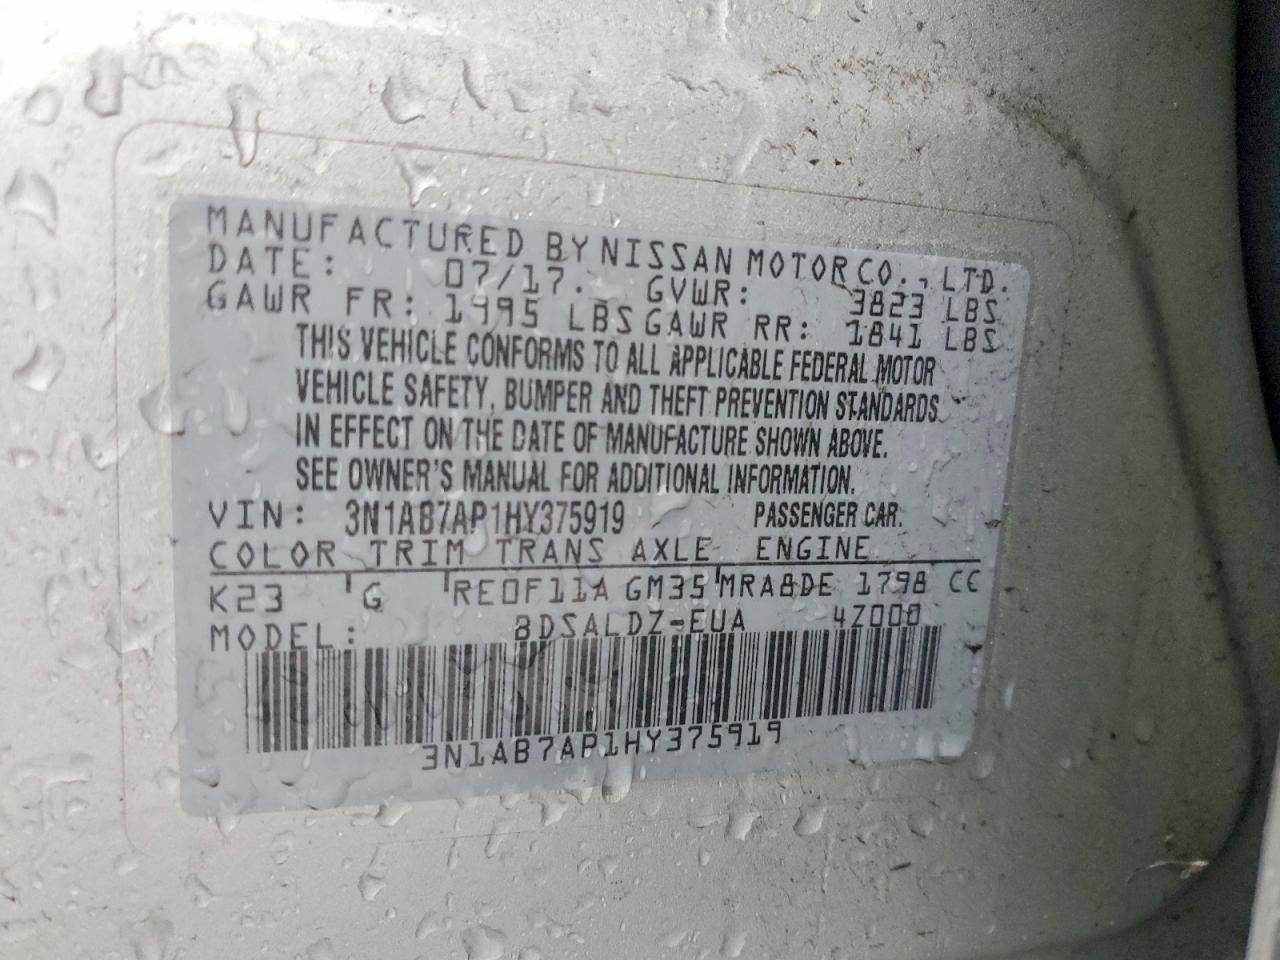 MANUFACTURED BY NISSAN MOTOR CO., LTD.
DATE: 07/17. GVWR: 3823 LBS
GAWR FR: 1995 LBS GAWR RR: 1841 LBS
THIS VEHICLE CONFORMS TO ALL APPLICABLE FEDERAL MOTOR
VEHICLE SAFETY, BUMPER AND THEFT PREVENTION STANDARDS
IN EFFECT ON THE DATE OF MANUFACTURE SHOWN ABOVE.
SEE OWNER'S MANUAL FOR ADDITIONAL INFORMATION.
VIN: 3N1AB7AP1HY375919 PASSENGER CAR.
COLOR TRIM TRANS AXLE ENGINE
K23 G RE0F11A GM35 MRA8DE 1798 CC
MODEL: BDSALDZ-EUA 4Z000
3N1AB7AP1HY375919